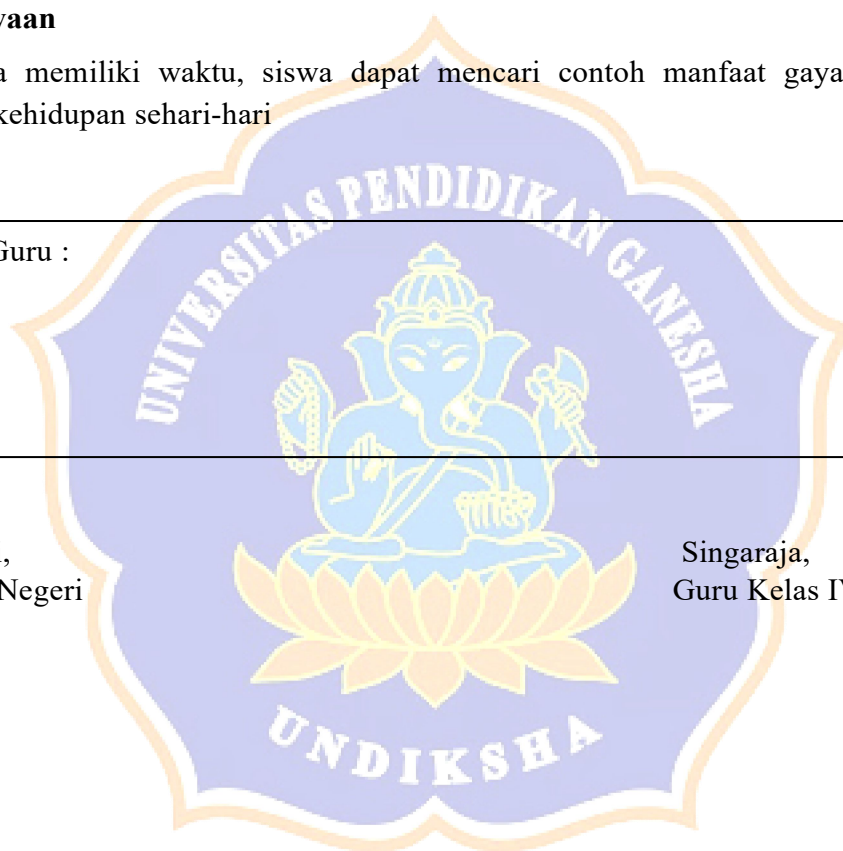 yaan
a memiliki waktu, siswa dapat mencari contoh manfaat gaya
kehidupan sehari-hari
UNIVERSITAS PENDIDIKAN GANESHA
Guru :
Singaraja,
Negeri Guru Kelas IV
UNDIKSHA